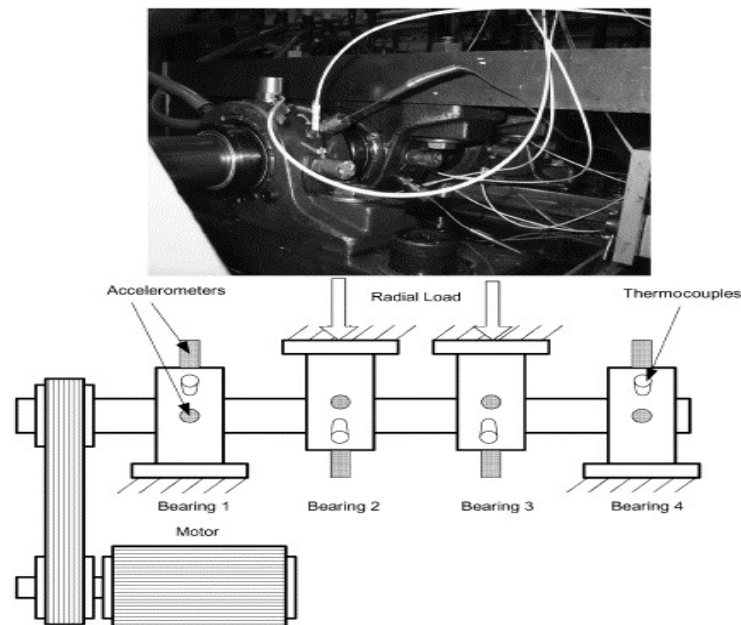 Accelerometers
Radial Load
Thermocouples
Bearing 1
Bearing 2
Bearing 3
Bearing 4
Motor